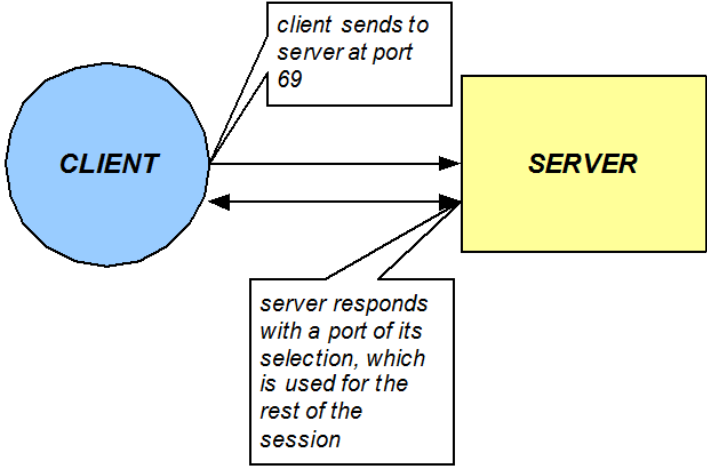 client sends to
server at port
69
CLIENT
SERVER
server responds
with a port of its
selection, which
is used for the
rest of the
session